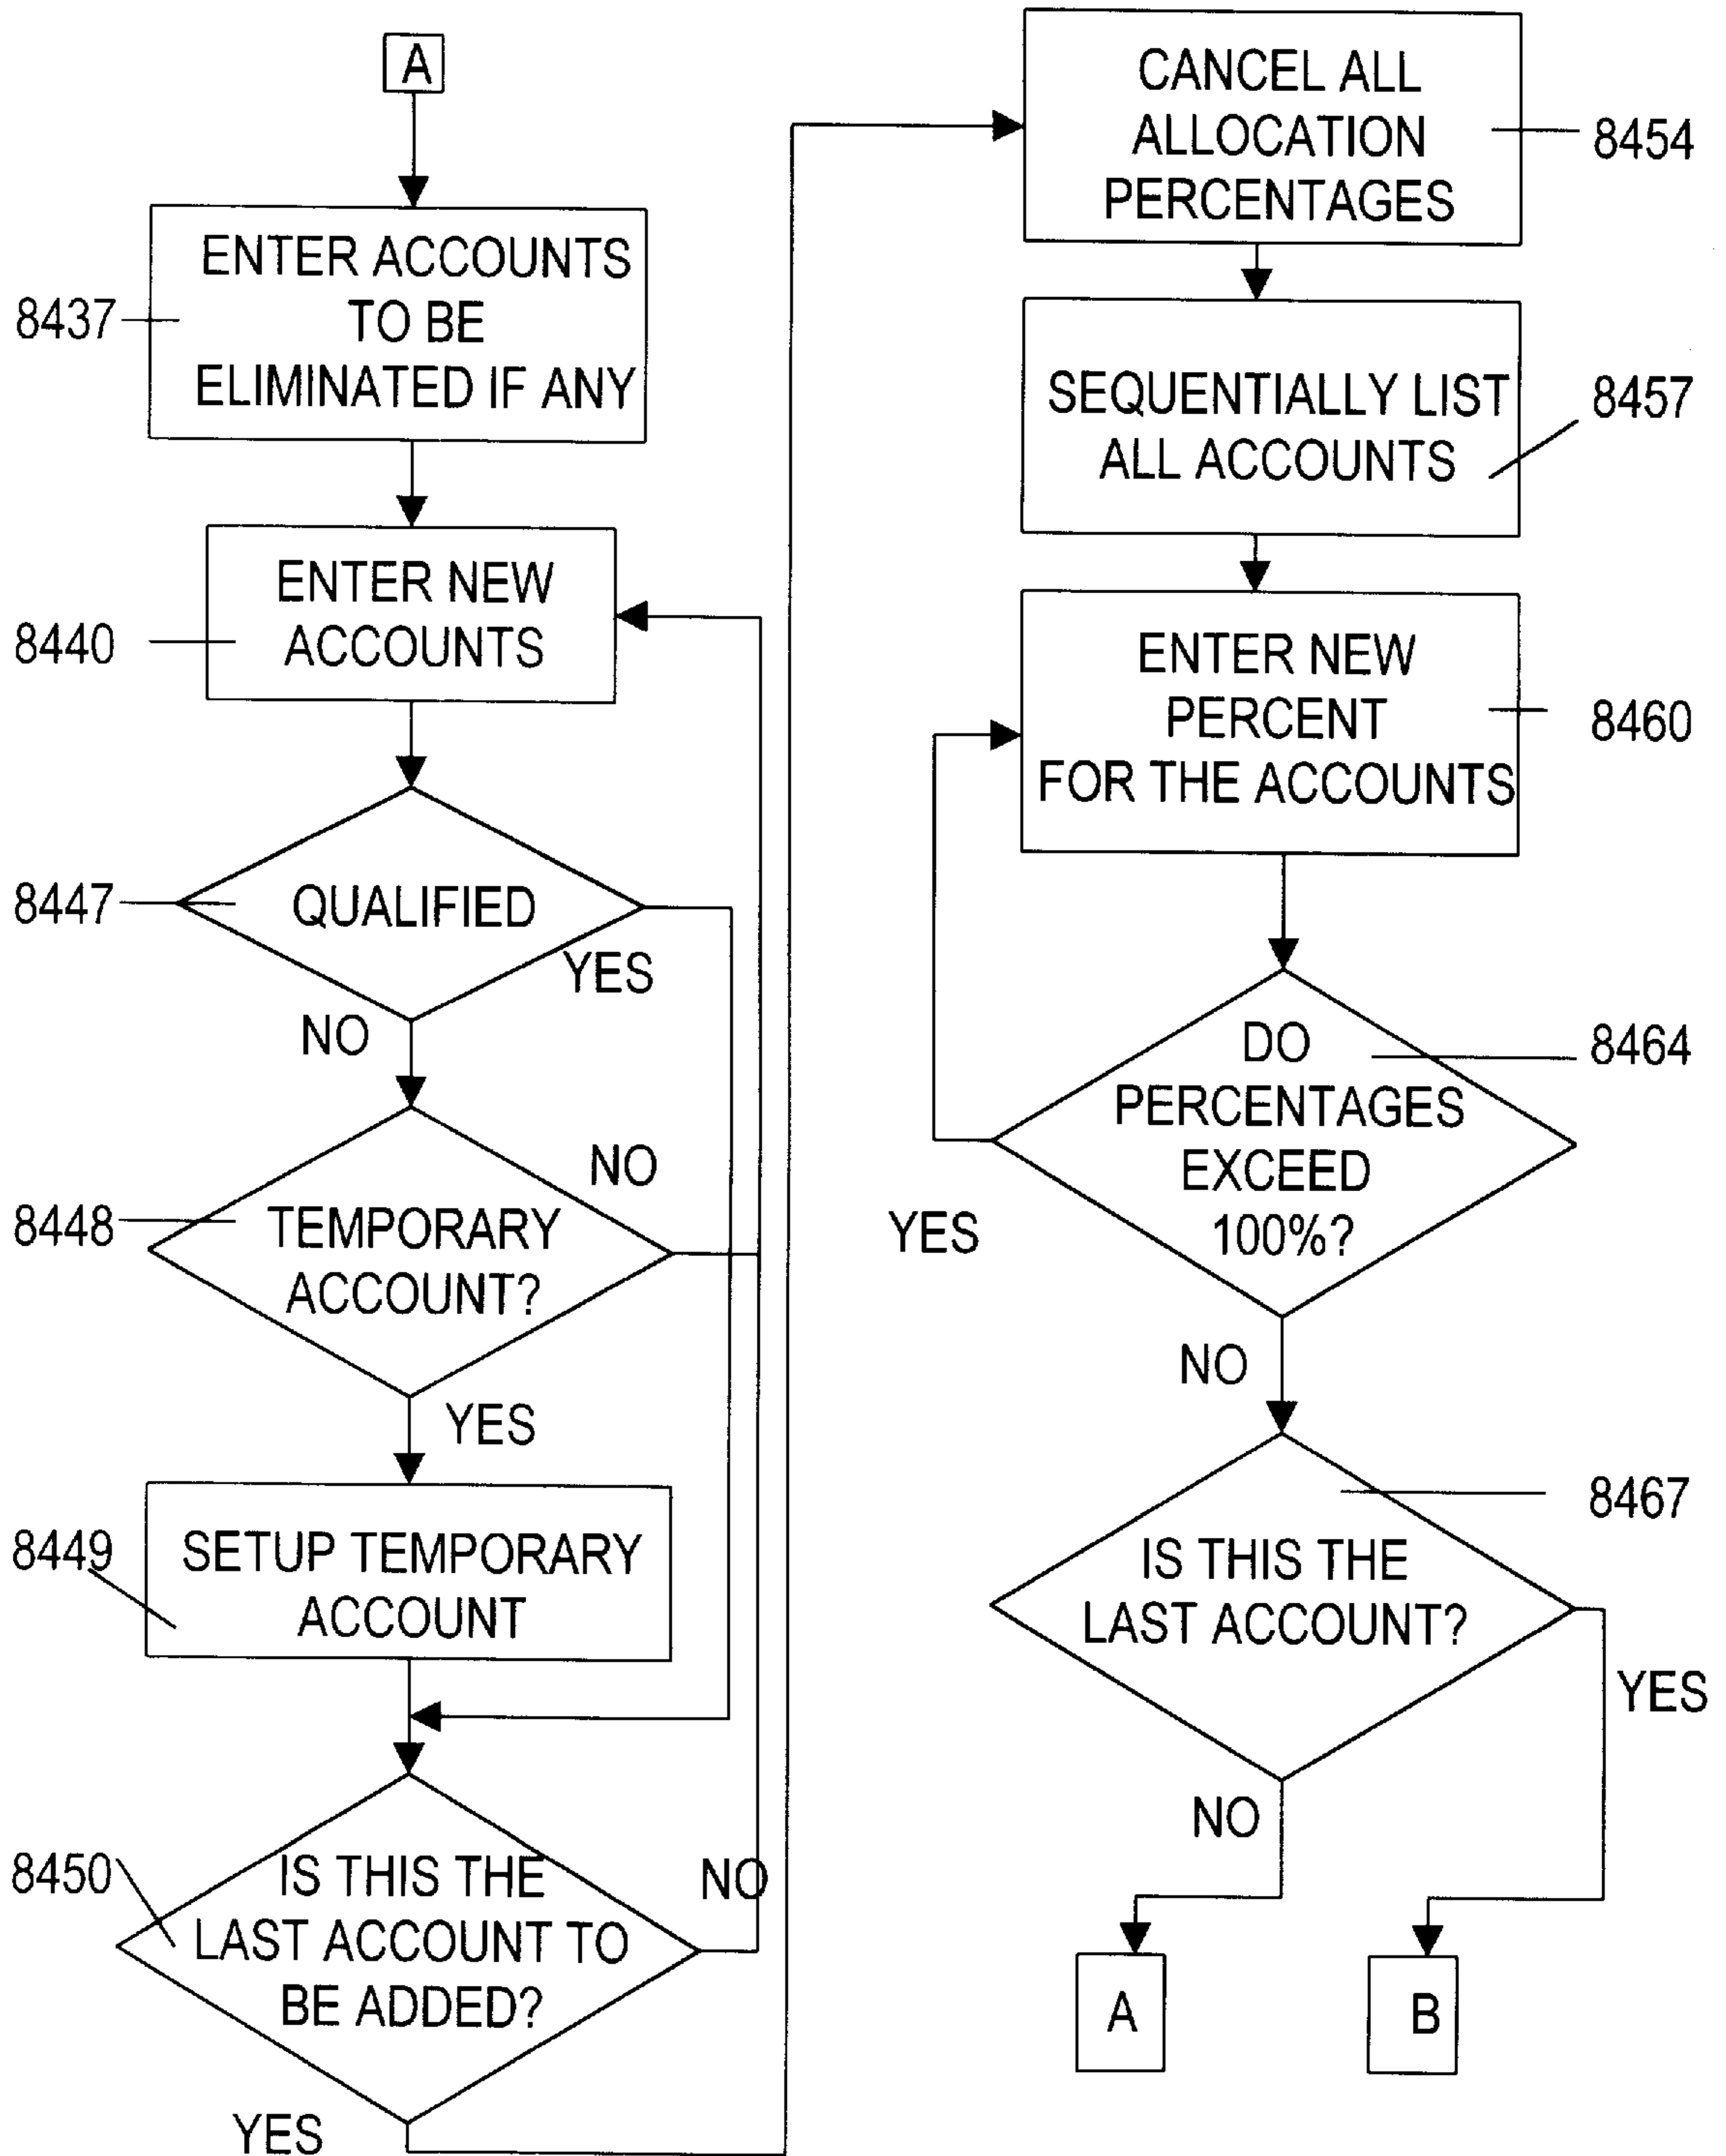 A
ENTER ACCOUNTS
TO BE
ELIMINATED IF ANY
8437
ENTER NEW
ACCOUNTS
8440
QUALIFIED
8447
YES
NO
TEMPORARY
ACCOUNT?
8448
NO
YES
SETUP TEMPORARY
ACCOUNT
8449
IS THIS THE
LAST ACCOUNT TO
BE ADDED?
8450
NO
YES
CANCEL ALL
ALLOCATION
PERCENTAGES
8454
SEQUENTIALLY LIST
ALL ACCOUNTS
8457
ENTER NEW
PERCENT
FOR THE ACCOUNTS
8460
DO
PERCENTAGES
EXCEED
100%?
8464
YES
NO
IS THIS THE
LAST ACCOUNT?
8467
YES
NO
A
B